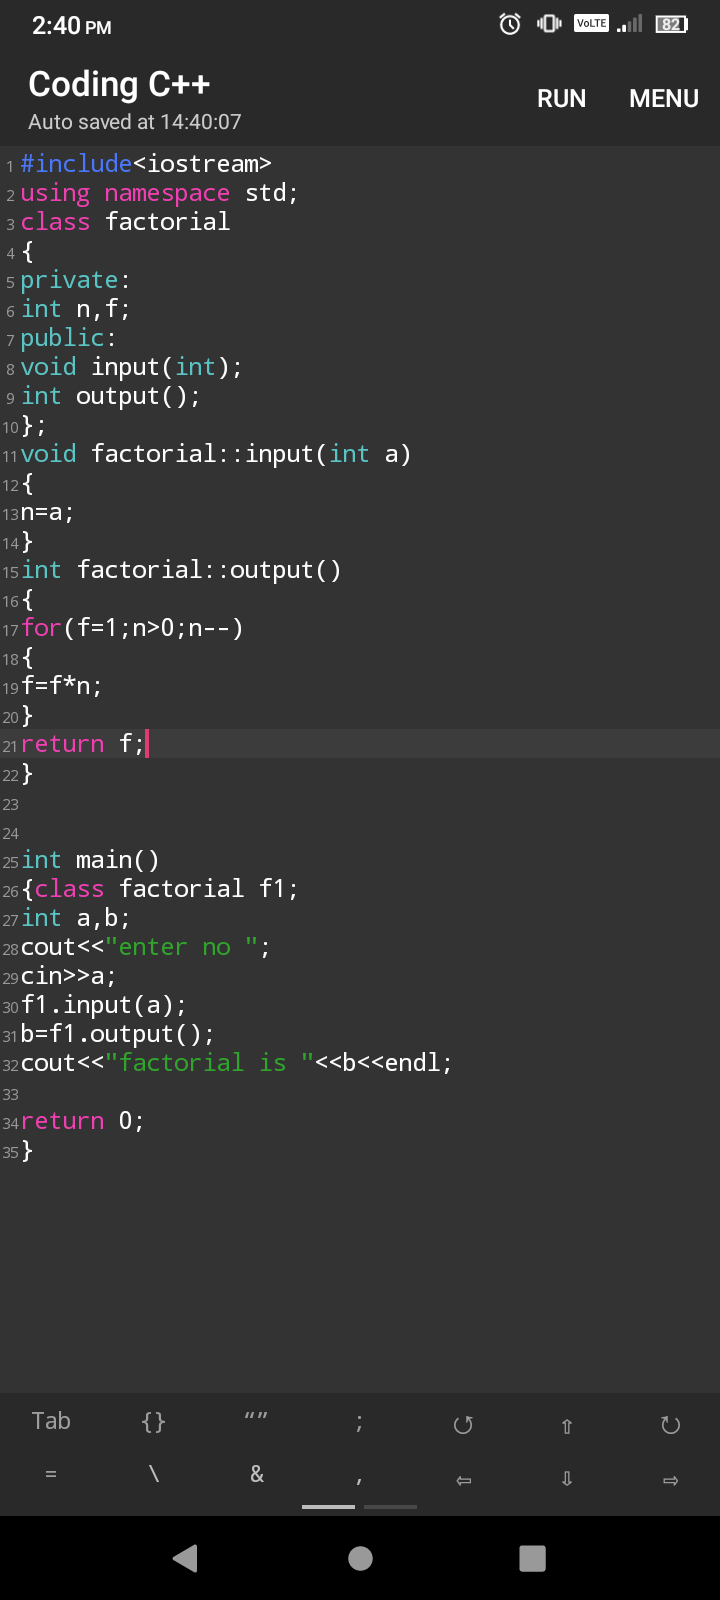 2:40 PM VoLTE 82
Coding C++
Auto saved at 14:40:07
RUN MENU
1 #include<iostream>
2 using namespace std;
3 class factorial
4 {
5 private:
6 int n,f;
7 public:
8 void input(int);
9 int output();
10 };
11 void factorial::input(int a)
12 {
13 n=a;
14 }
15 int factorial::output()
16 {
17 for(f=1;n>0;n--)
18 {
19 f=f*n;
20 }
21 return f;
22 }
23
24
25 int main()
26 {class factorial f1;
27 int a,b;
28 cout<<"enter no ";
29 cin>>a;
30 f1.input(a);
31 b=f1.output();
32 cout<<"factorial is "<<b<<endl;
33
34 return 0;
35 }
Tab {} “” ; ⇧
= \ & , ⇦ ⇩ ⇨